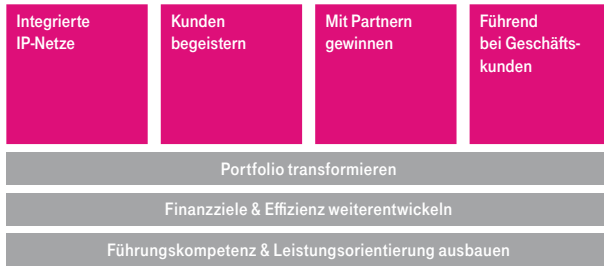 Integrierte
IP-Netze
Kunden
begeistern
Mit Partnern
gewinnen
Führend
bei Geschäfts-
kunden
Portfolio transformieren
Finanzziele & Effizienz weiterentwickeln
Führungskompetenz & Leistungsorientierung ausbauen